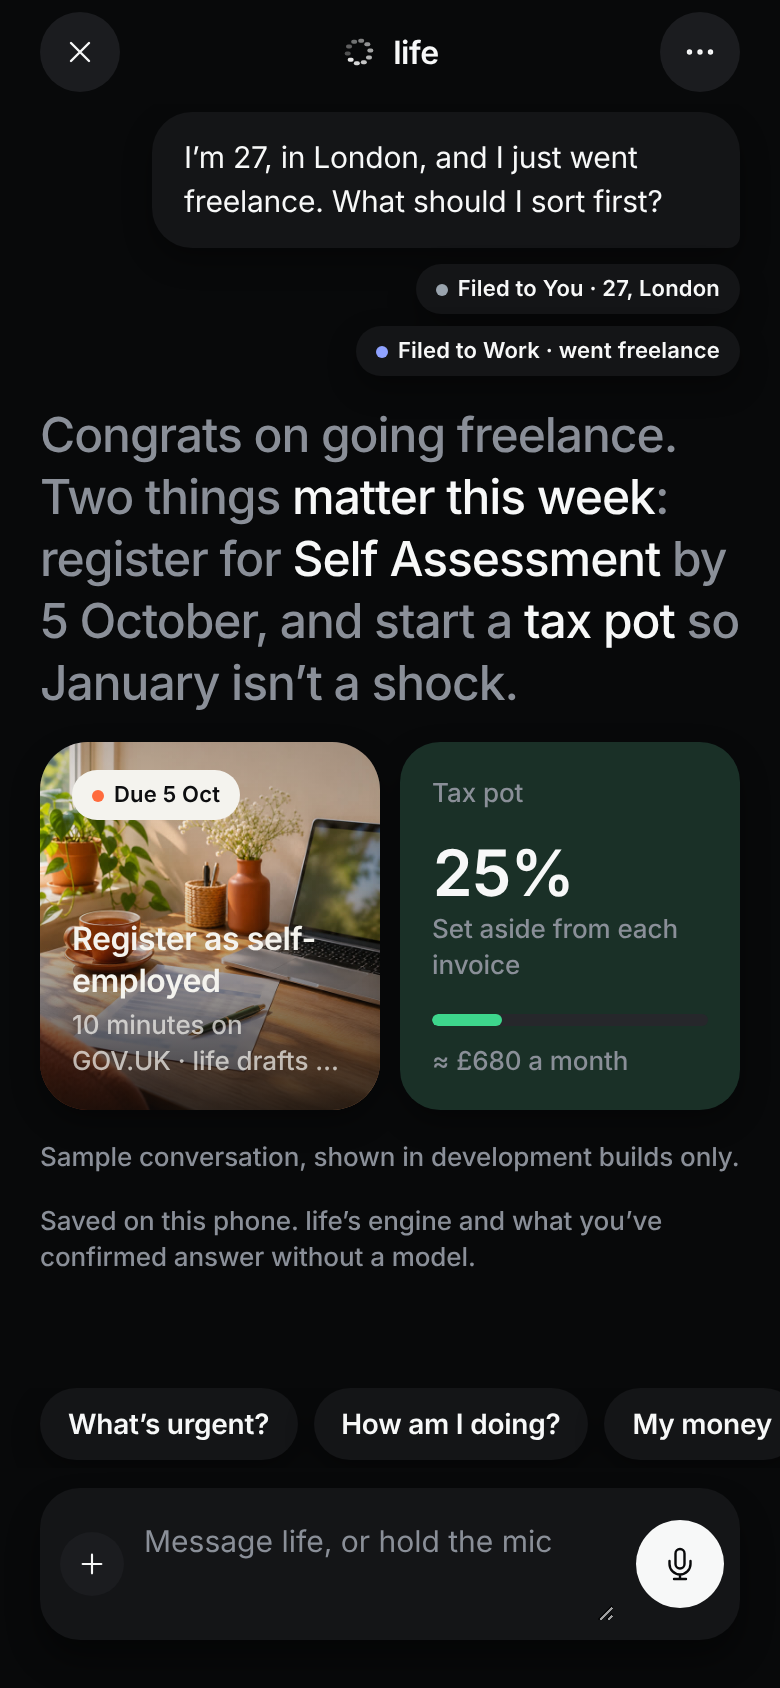 life
I’m 27, in London, and I just went
freelance. What should I sort first?
Filed to You · 27, London
Filed to Work · went freelance
Congrats on going freelance.
Two things matter this week:
register for Self Assessment by
5 October, and start a tax pot so
January isn’t a shock.
Due 5 Oct
Register as self-
employed
10 minutes on
GOV.UK · life drafts ...
Tax pot
25%
Set aside from each
invoice
≈ £680 a month
Sample conversation, shown in development builds only.
Saved on this phone. life’s engine and what you’ve
confirmed answer without a model.
What’s urgent?
How am I doing?
My money
Message life, or hold the mic